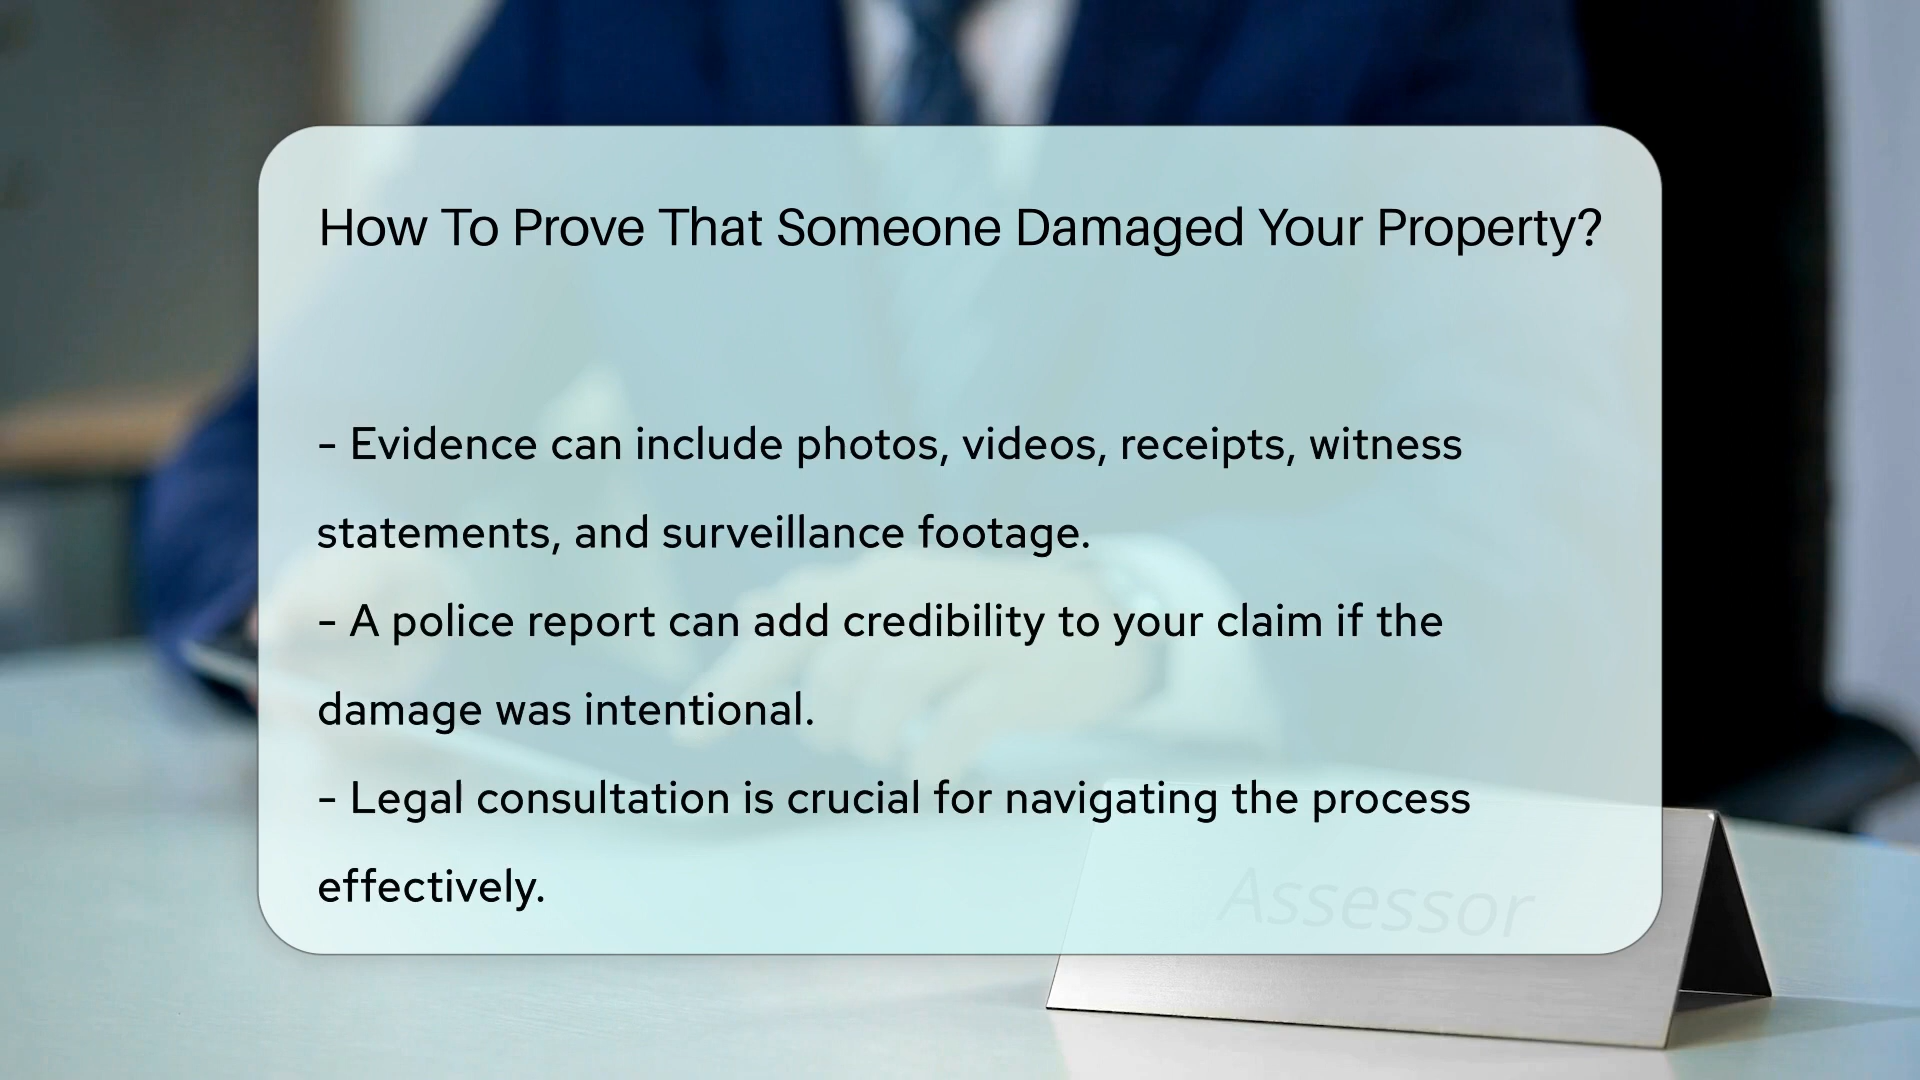 How To Prove That Someone Damaged Your Property?
- Evidence can include photos, videos, receipts, witness
statements, and surveillance footage.
- A police report can add credibility to your claim if the
damage was intentional.
- Legal consultation is crucial for navigating the process
effectively.
Assessor